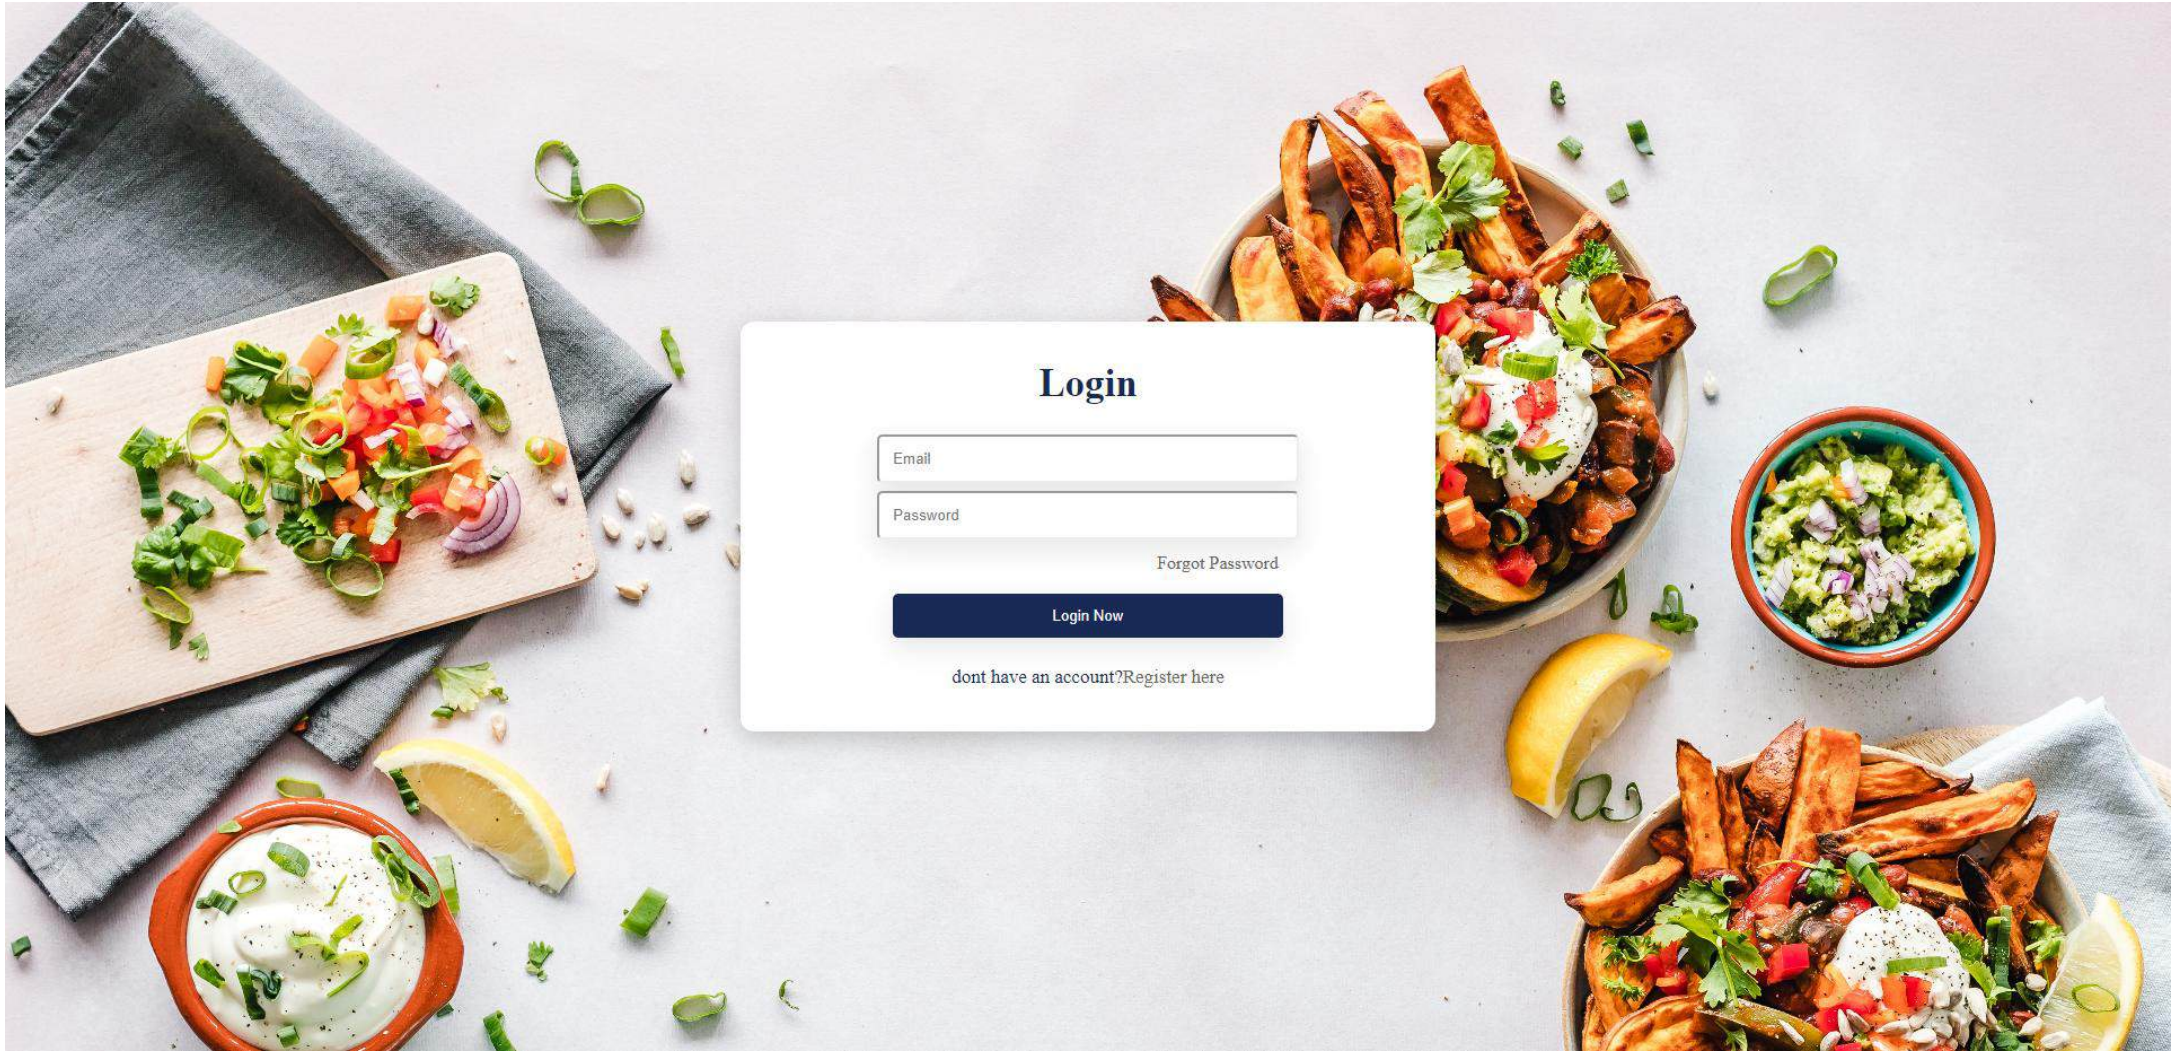 Login
Email
Password
Forgot Password
Login Now
dont have an account?Register here